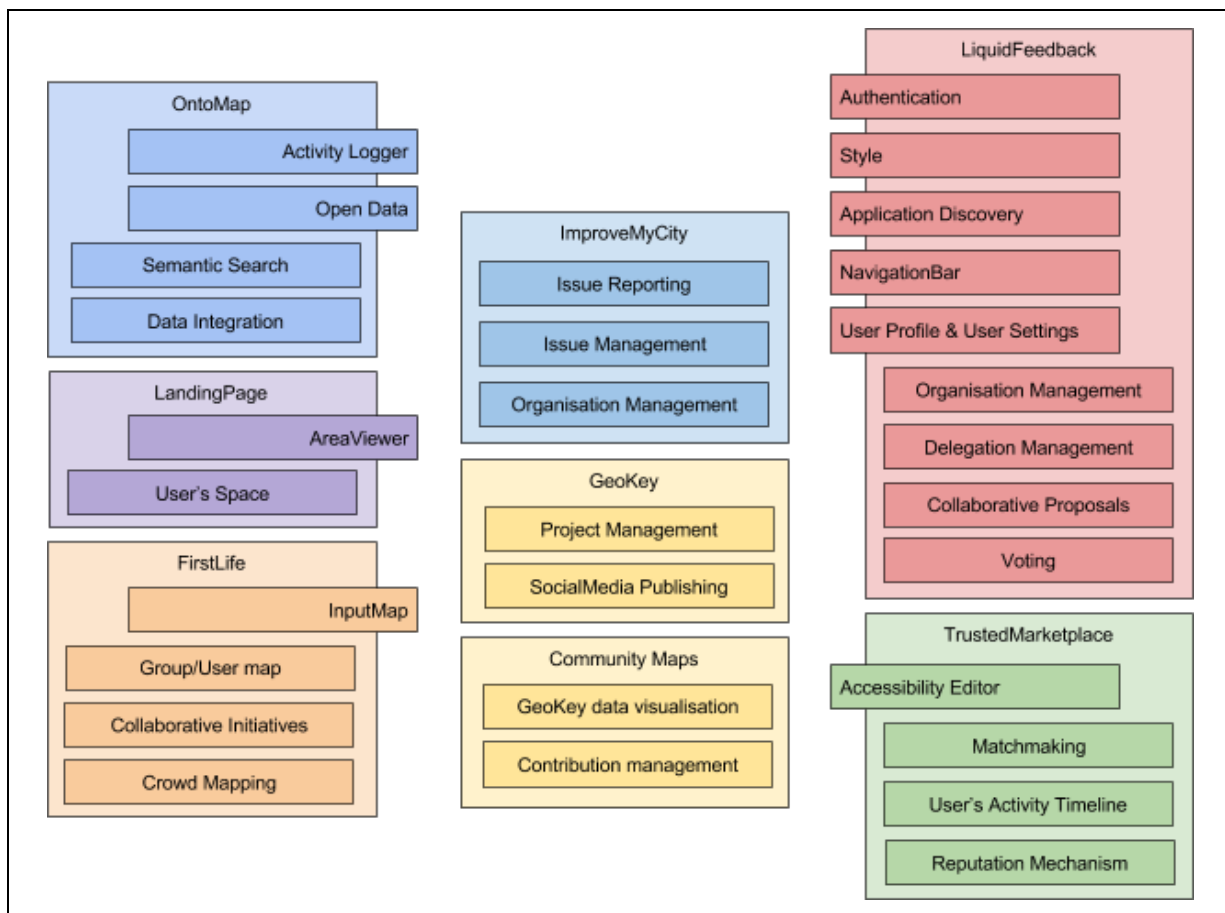 OntoMap
Activity Logger
Open Data
Semantic Search
Data Integration
LandingPage
AreaViewer
User's Space
FirstLife
InputMap
Group/User map
Collaborative Initiatives
Crowd Mapping
ImproveMyCity
Issue Reporting
Issue Management
Organisation Management
GeoKey
Project Management
SocialMedia Publishing
Community Maps
GeoKey data visualisation
Contribution management
LiquidFeedback
Authentication
Style
Application Discovery
NavigationBar
User Profile & User Settings
Organisation Management
Delegation Management
Collaborative Proposals
Voting
TrustedMarketplace
Accessibility Editor
Matchmaking
User's Activity Timeline
Reputation Mechanism